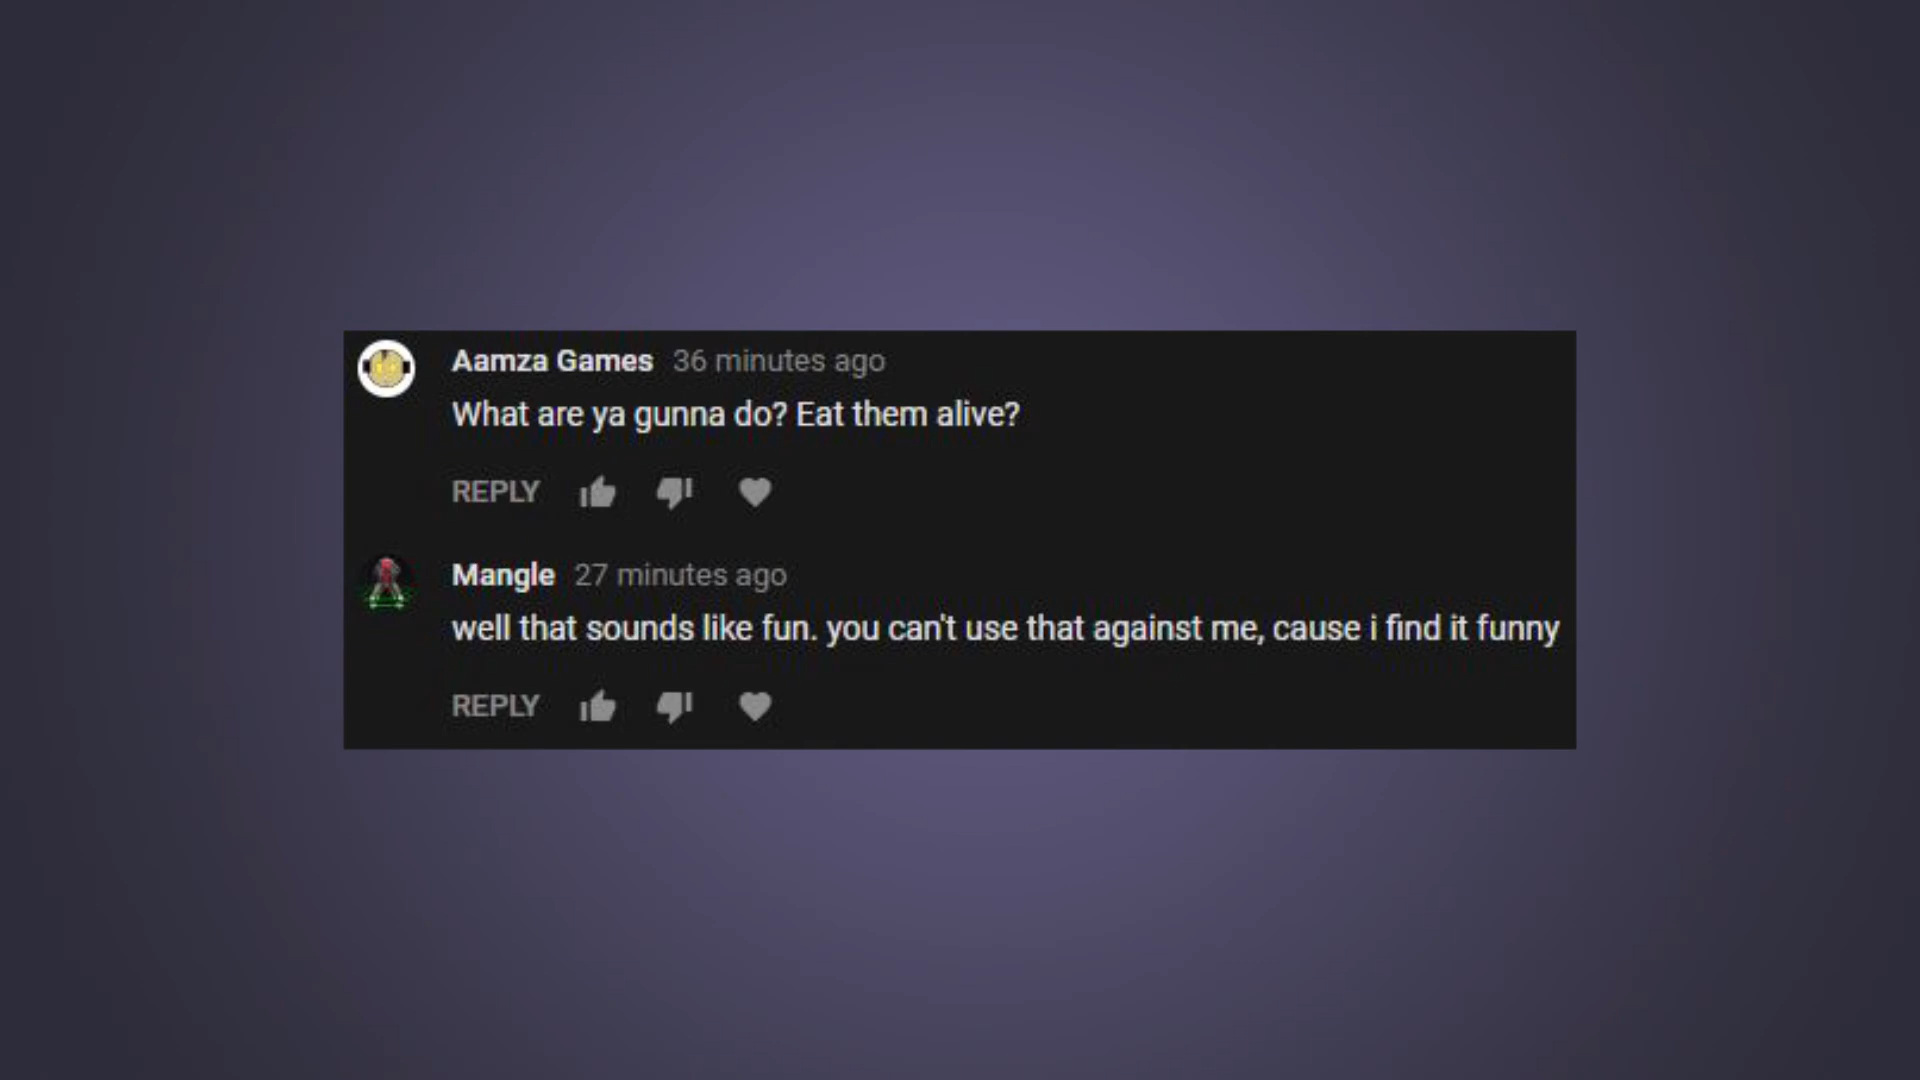 Aamza Games 36 minutes ago
What are ya gunna do? Eat them alive?
REPLY
Mangle 27 minutes ago
well that sounds like fun. you can't use that against me, cause i find it funny
REPLY